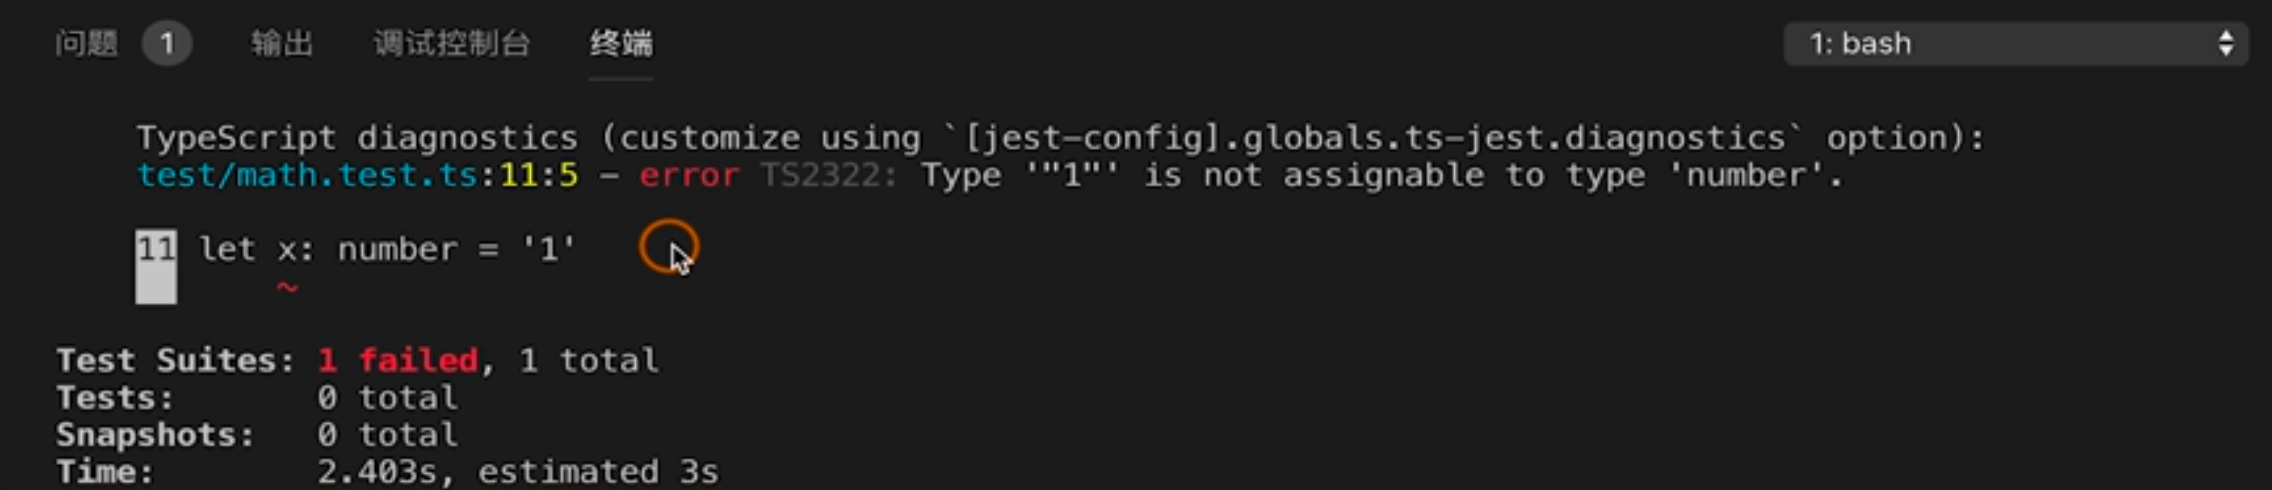 问题 1 输出 调试控制台 终端 1: bash
TypeScript diagnostics (customize using `[jest-config].globals.ts-jest.diagnostics` option):
test/math.test.ts:11:5 - error TS2322: Type '"1"' is not assignable to type 'number'.
11 let x: number = '1'
~
Test Suites: 1 failed, 1 total
Tests: 0 total
Snapshots: 0 total
Time: 2.403s, estimated 3s